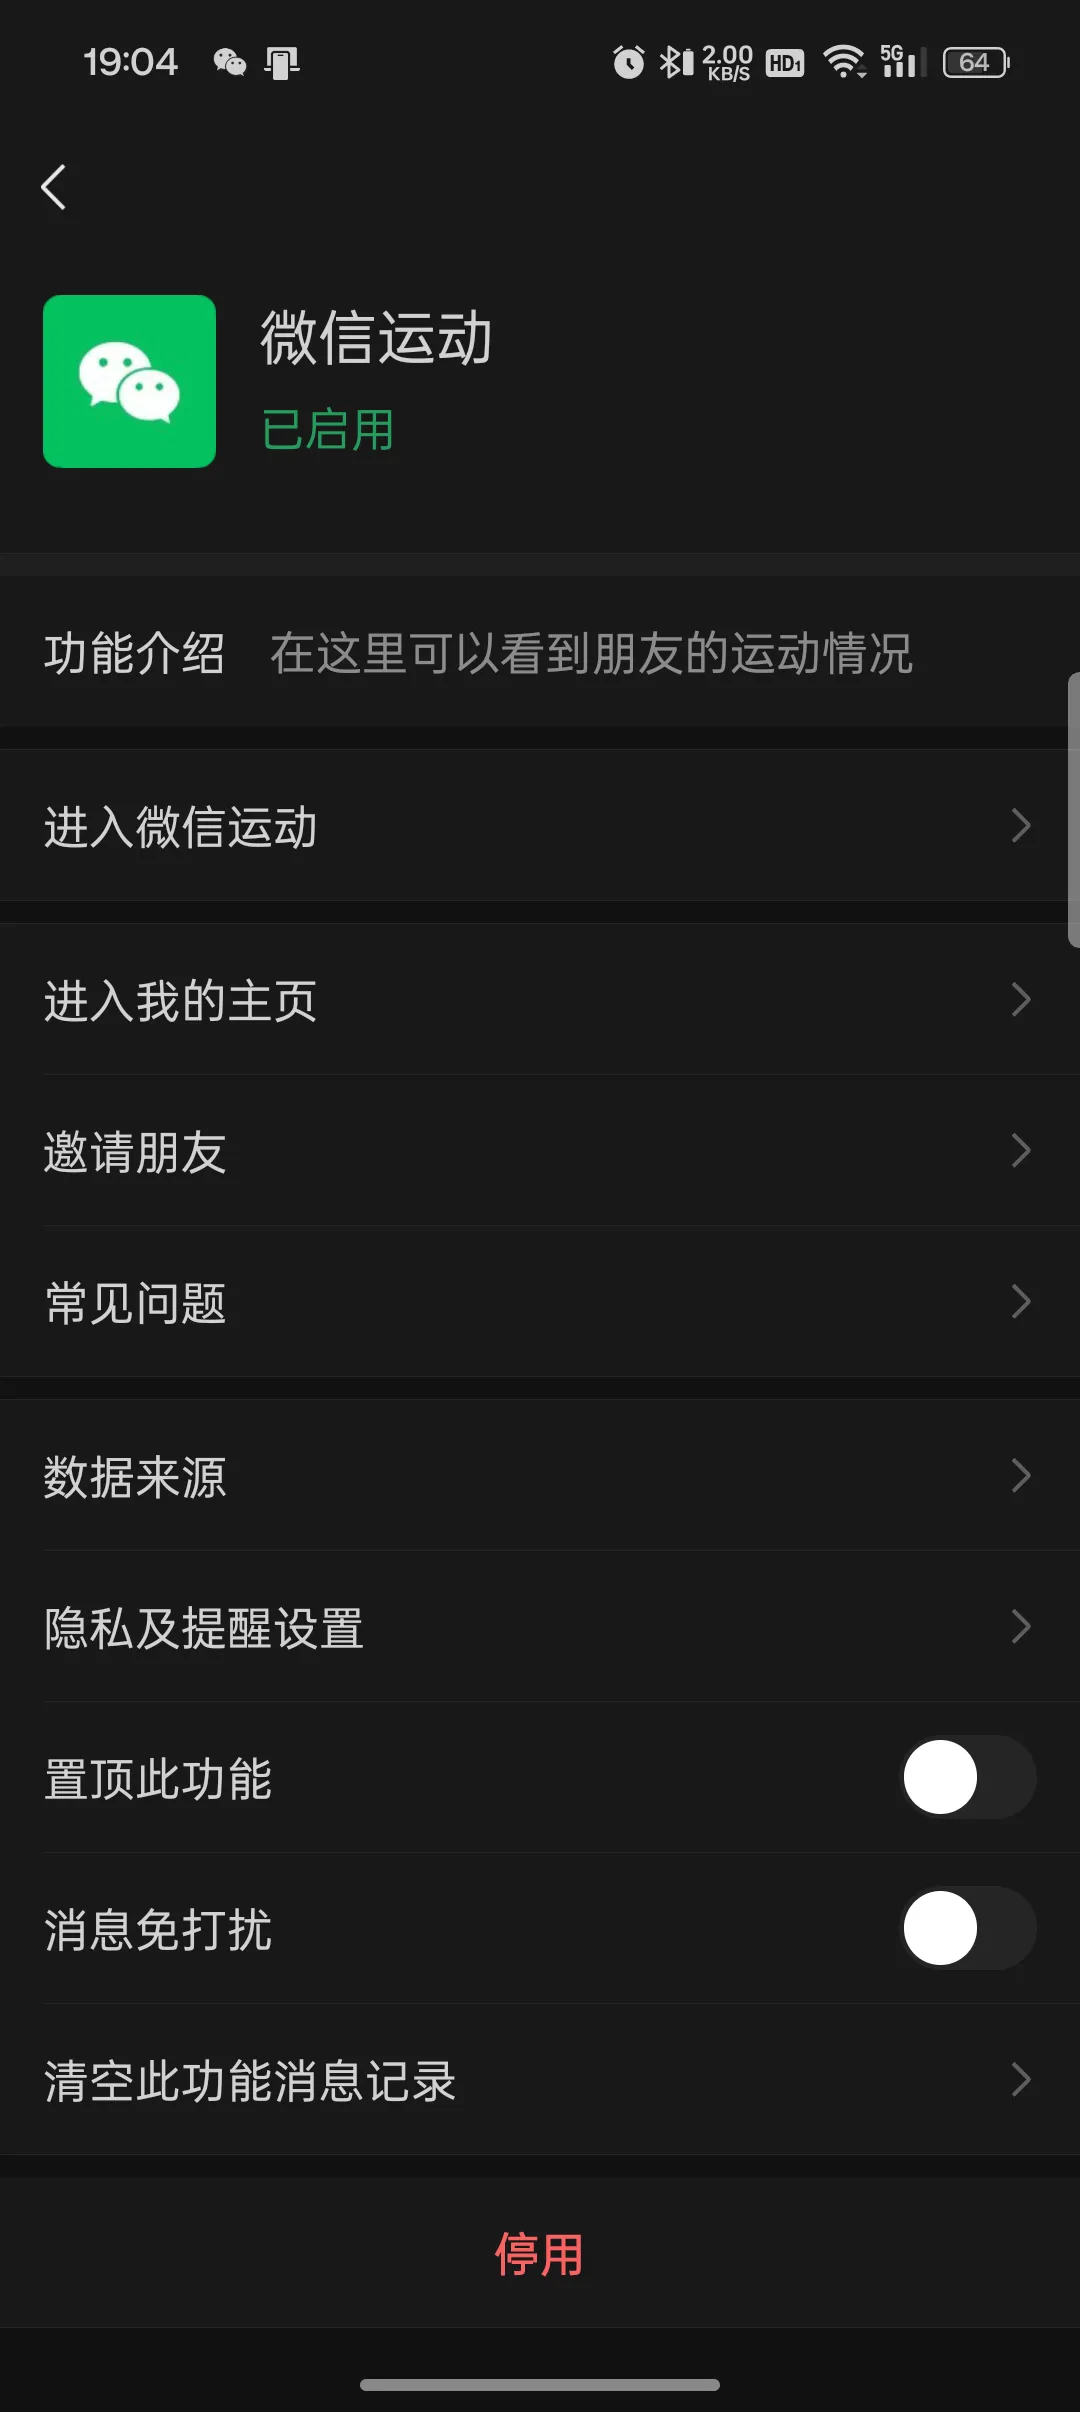 19:04
2.00 KB/S HD1 5G 64
微信运动
已启用
功能介绍 在这里可以看到朋友的运动情况
进入微信运动
进入我的主页
邀请朋友
常见问题
数据来源
隐私及提醒设置
置顶此功能
消息免打扰
清空此功能消息记录
停用